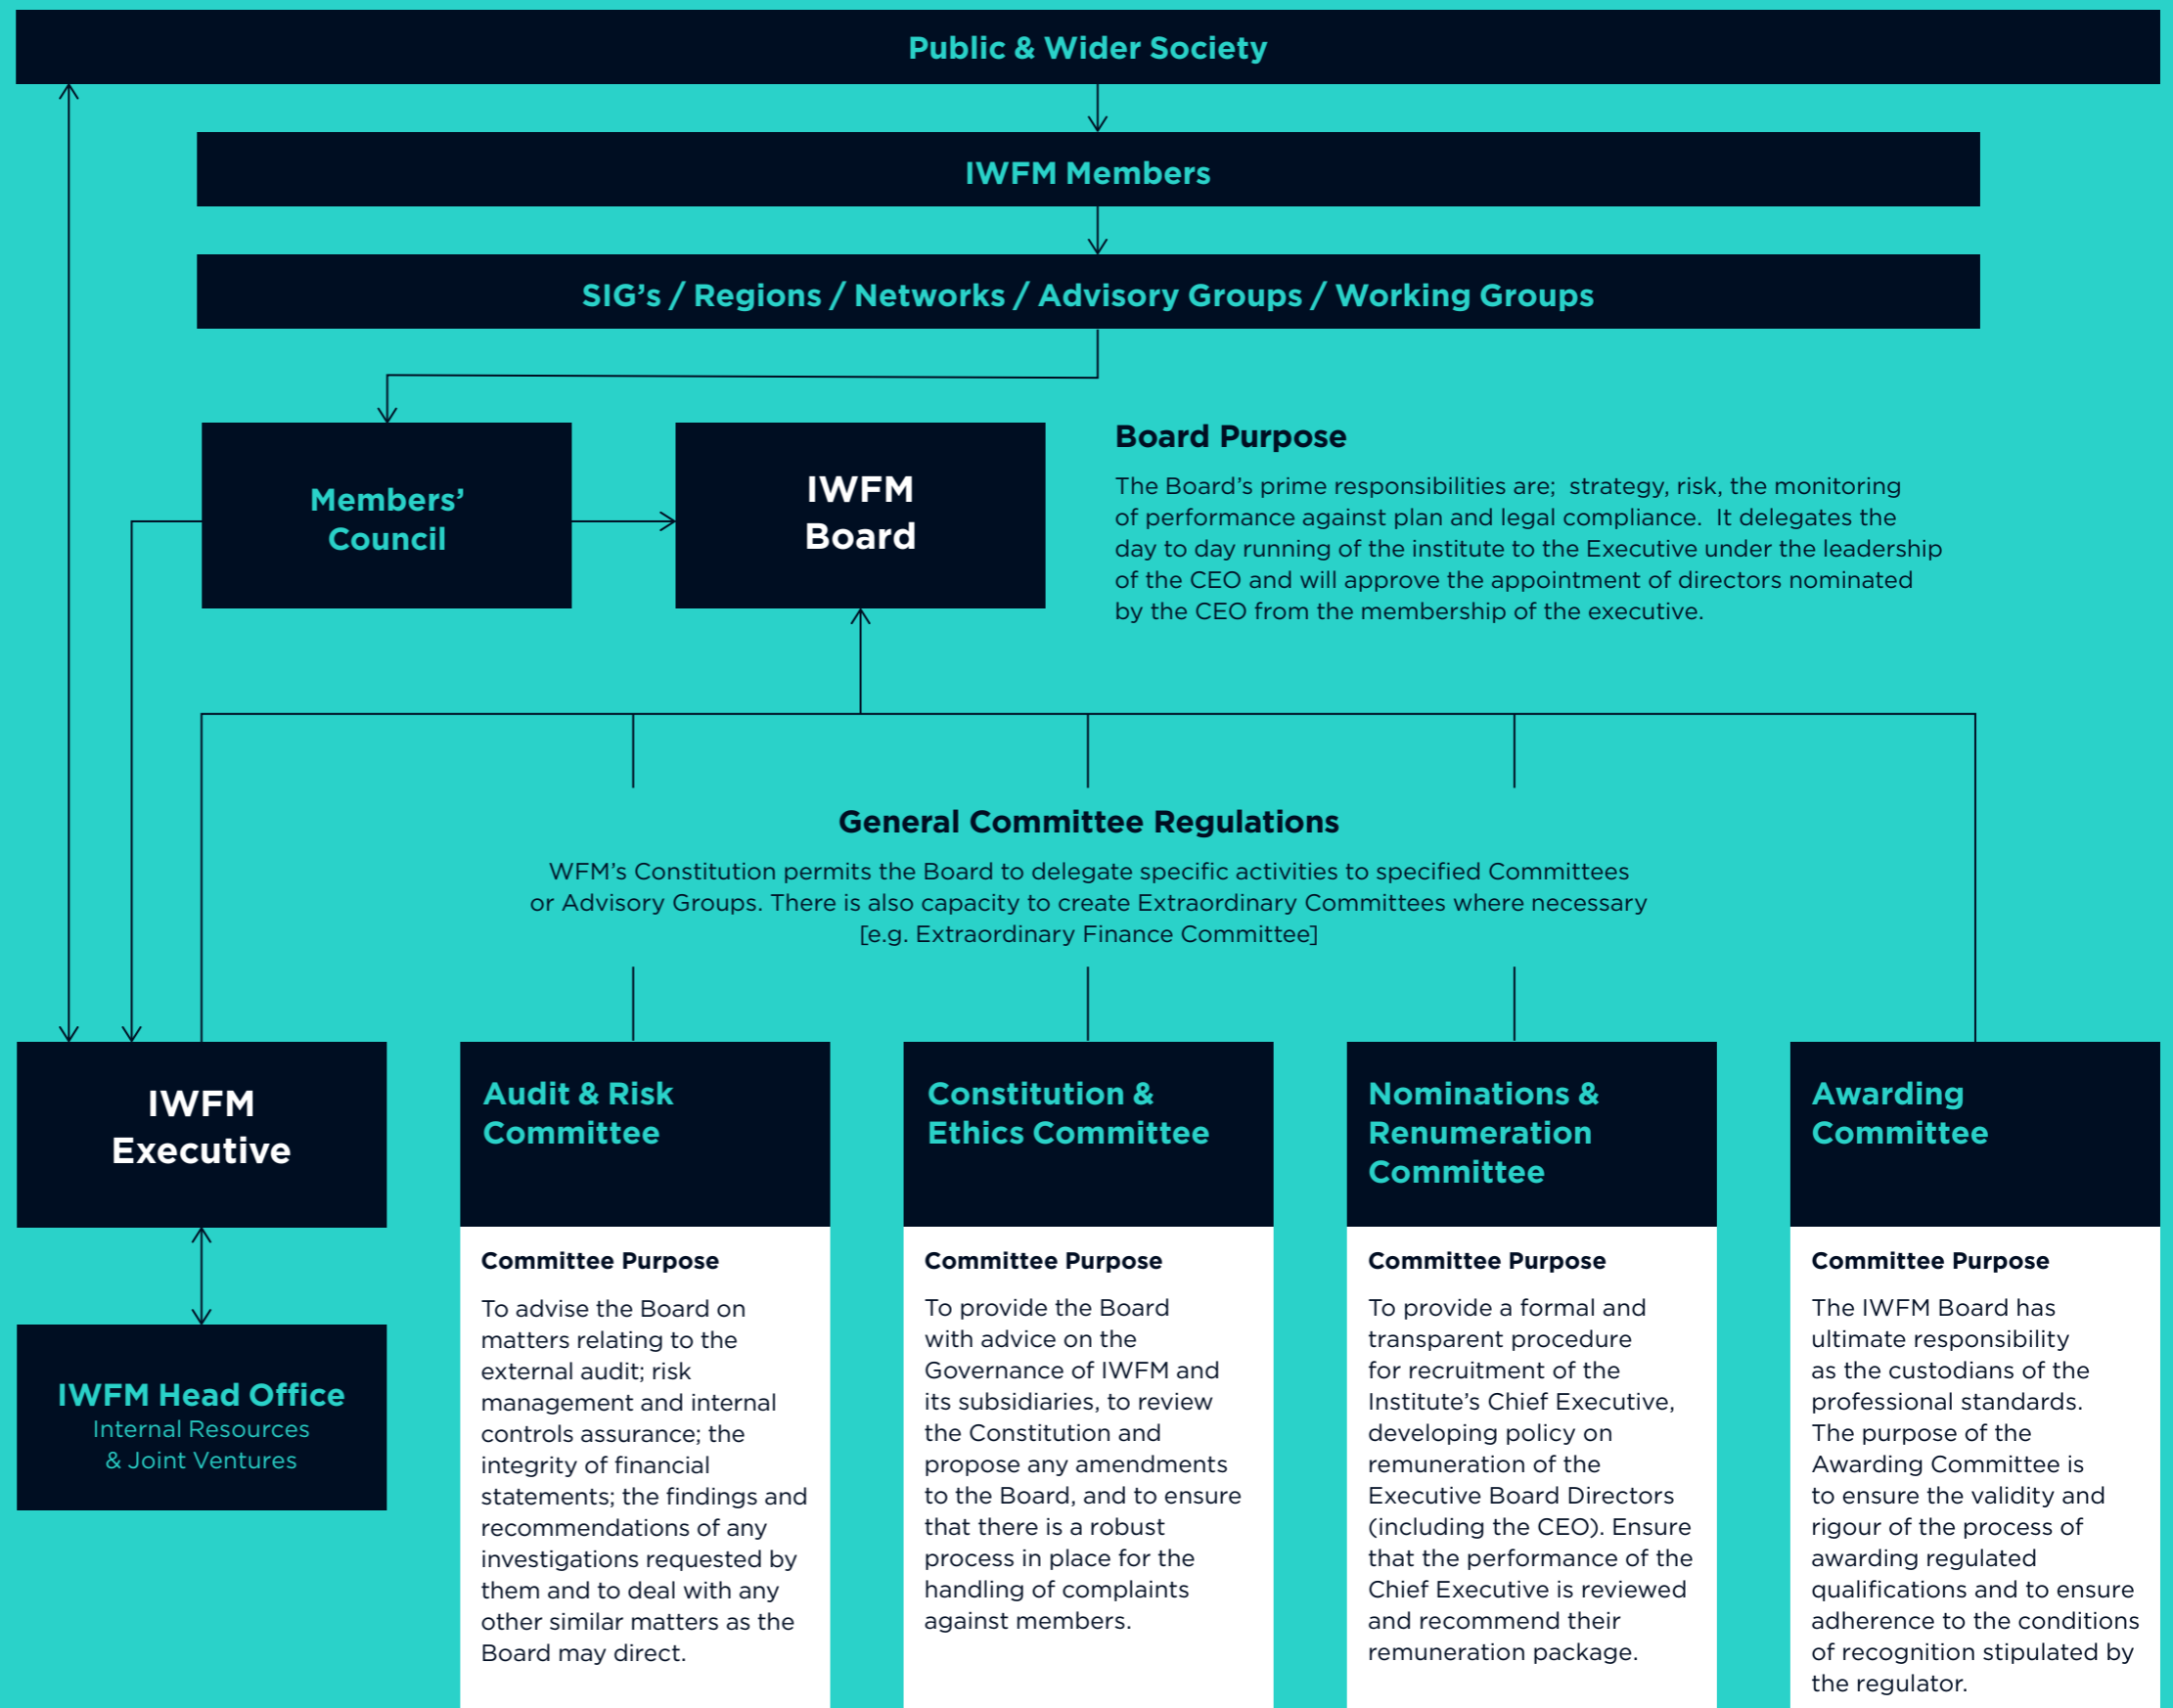 Public & Wider Society
IWFM Members
SIG’s / Regions / Networks / Advisory Groups / Working Groups
Members’
Council
IWFM
Board
Board Purpose
The Board’s prime responsibilities are;  strategy, risk, the monitoring
of performance against plan and legal compliance.  It delegates the
day to day running of the institute to the Executive under the leadership
of the CEO and will approve the appointment of directors nominated
by the CEO from the membership of the executive.
General Committee Regulations
WFM’s Constitution permits the Board to delegate specific activities to specified Committees
or Advisory Groups. There is also capacity to create Extraordinary Committees where necessary
[e.g. Extraordinary Finance Committee]
IWFM
Executive
IWFM Head Office
Internal Resources
& Joint Ventures
Audit & Risk
Committee
Committee Purpose
To advise the Board on
matters relating to the
external audit; risk
management and internal
controls assurance; the
integrity of financial
statements; the findings and
recommendations of any
investigations requested by
them and to deal with any
other similar matters as the
Board may direct.
Constitution &
Ethics Committee
Committee Purpose
To provide the Board
with advice on the
Governance of IWFM and
its subsidiaries, to review
the Constitution and
propose any amendments
to the Board, and to ensure
that there is a robust
process in place for the
handling of complaints
against members.
Nominations &
Renumeration
Committee
Committee Purpose
To provide a formal and
transparent procedure
for recruitment of the
Institute’s Chief Executive,
developing policy on
remuneration of the
Executive Board Directors
(including the CEO). Ensure
that the performance of the
Chief Executive is reviewed
and recommend their
remuneration package.
Awarding
Committee
Committee Purpose
The IWFM Board has
ultimate responsibility
as the custodians of the
professional standards.
The purpose of the
Awarding Committee is
to ensure the validity and
rigour of the process of
awarding regulated
qualifications and to ensure
adherence to the conditions
of recognition stipulated by
the regulator.